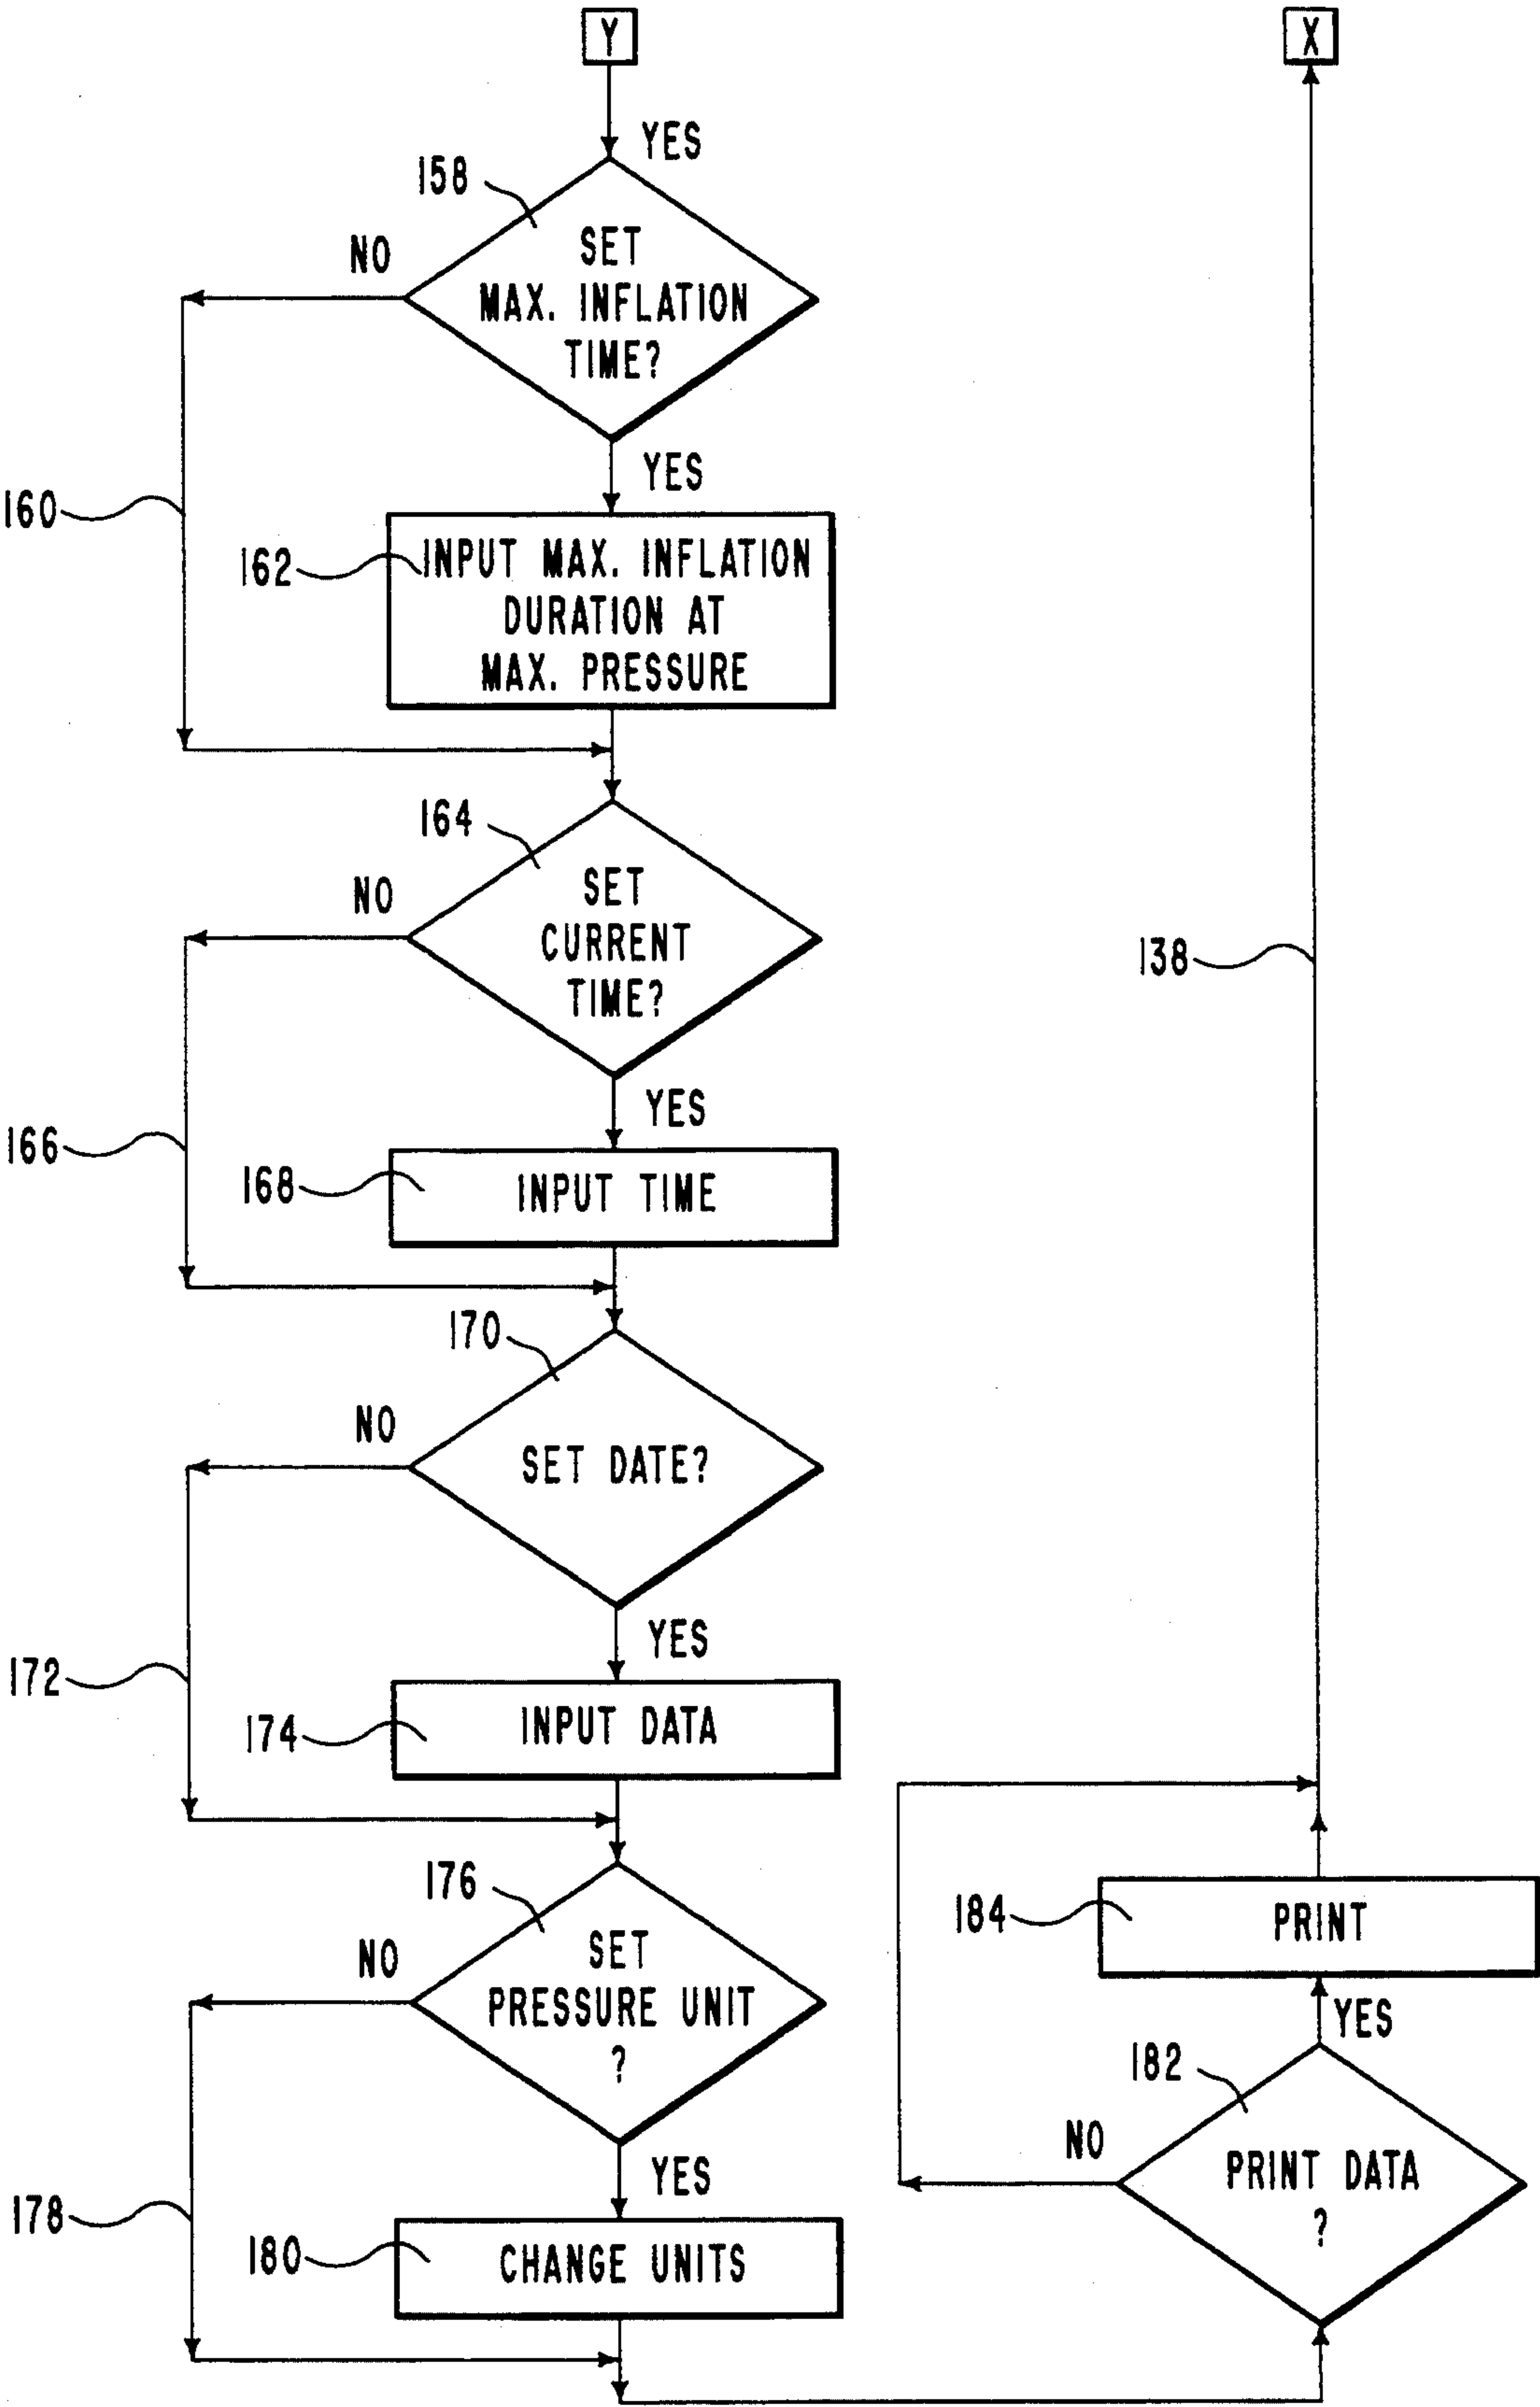 Y
YES
158
NO
SET
MAX. INFLATION
TIME?
YES
160
162
INPUT MAX. INFLATION
DURATION AT
MAX. PRESSURE
164
NO
SET
CURRENT
TIME?
YES
166
168
INPUT TIME
170
NO
SET DATE?
YES
172
174
INPUT DATA
176
NO
SET
PRESSURE UNIT
?
YES
178
180
CHANGE UNITS
X
138
184
PRINT
YES
182
NO
PRINT DATA
?